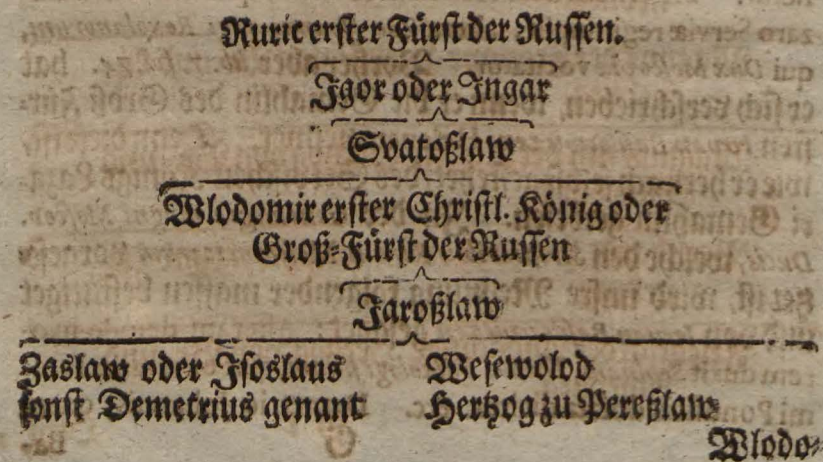 Ruric erster Fürst der Russen.
Igor oder Ingar
Svatoßlaw
Wlodomir erster Christl. König oder
Groß-Fürst der Russen
Jaroßlaw
Zaslaw oder Isoslaus Wesewolod
sonst Demetrius genant Hertzog zu Pereßlaw
Wlodo-